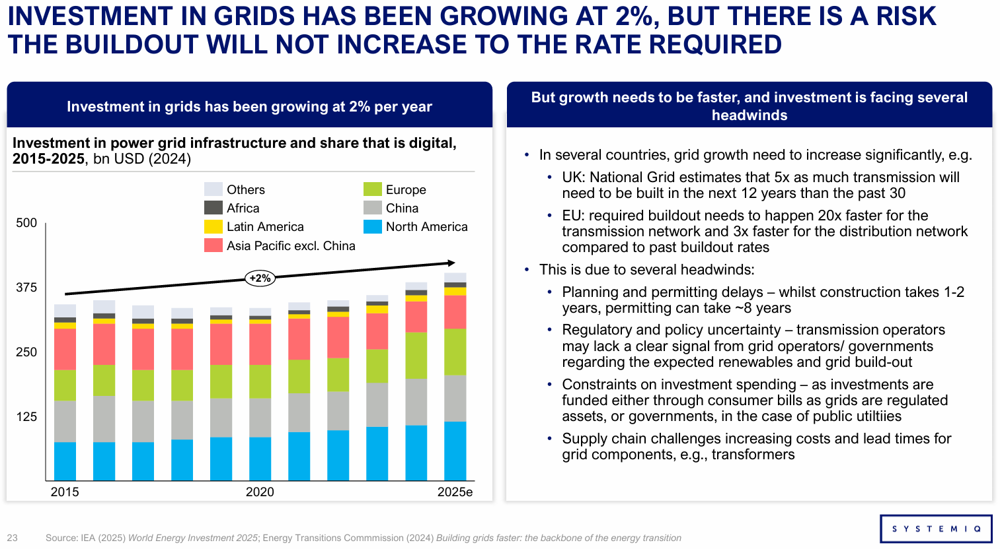 INVESTMENT IN GRIDS HAS BEEN GROWING AT 2%, BUT THERE IS A RISK
THE BUILDOUT WILL NOT INCREASE TO THE RATE REQUIRED
Investment in grids has been growing at 2% per year
Investment in power grid infrastructure and share that is digital,
2015-2025, bn USD (2024)
Others
Europe
Africa
China
Latin America
North America
Asia Pacific excl. China
500
375
250
125
+2%
2015
2020
2025e
But growth needs to be faster, and investment is facing several
headwinds
• In several countries, grid growth need to increase significantly, e.g.
• UK: National Grid estimates that 5x as much transmission will
need to be built in the next 12 years than the past 30
• EU: required buildout needs to happen 20x faster for the
transmission network and 3x faster for the distribution network
compared to past buildout rates
• This is due to several headwinds:
• Planning and permitting delays – whilst construction takes 1-2
years, permitting can take ~8 years
• Regulatory and policy uncertainty – transmission operators
may lack a clear signal from grid operators/ governments
regarding the expected renewables and grid build-out
• Constraints on investment spending – as investments are
funded either through consumer bills as grids are regulated
assets, or governments, in the case of public utiltiies
• Supply chain challenges increasing costs and lead times for
grid components, e.g., transformers
23
Source: IEA (2025) World Energy Investment 2025; Energy Transitions Commmission (2024) Building grids faster: the backbone of the energy transition
SYSTEMIQ